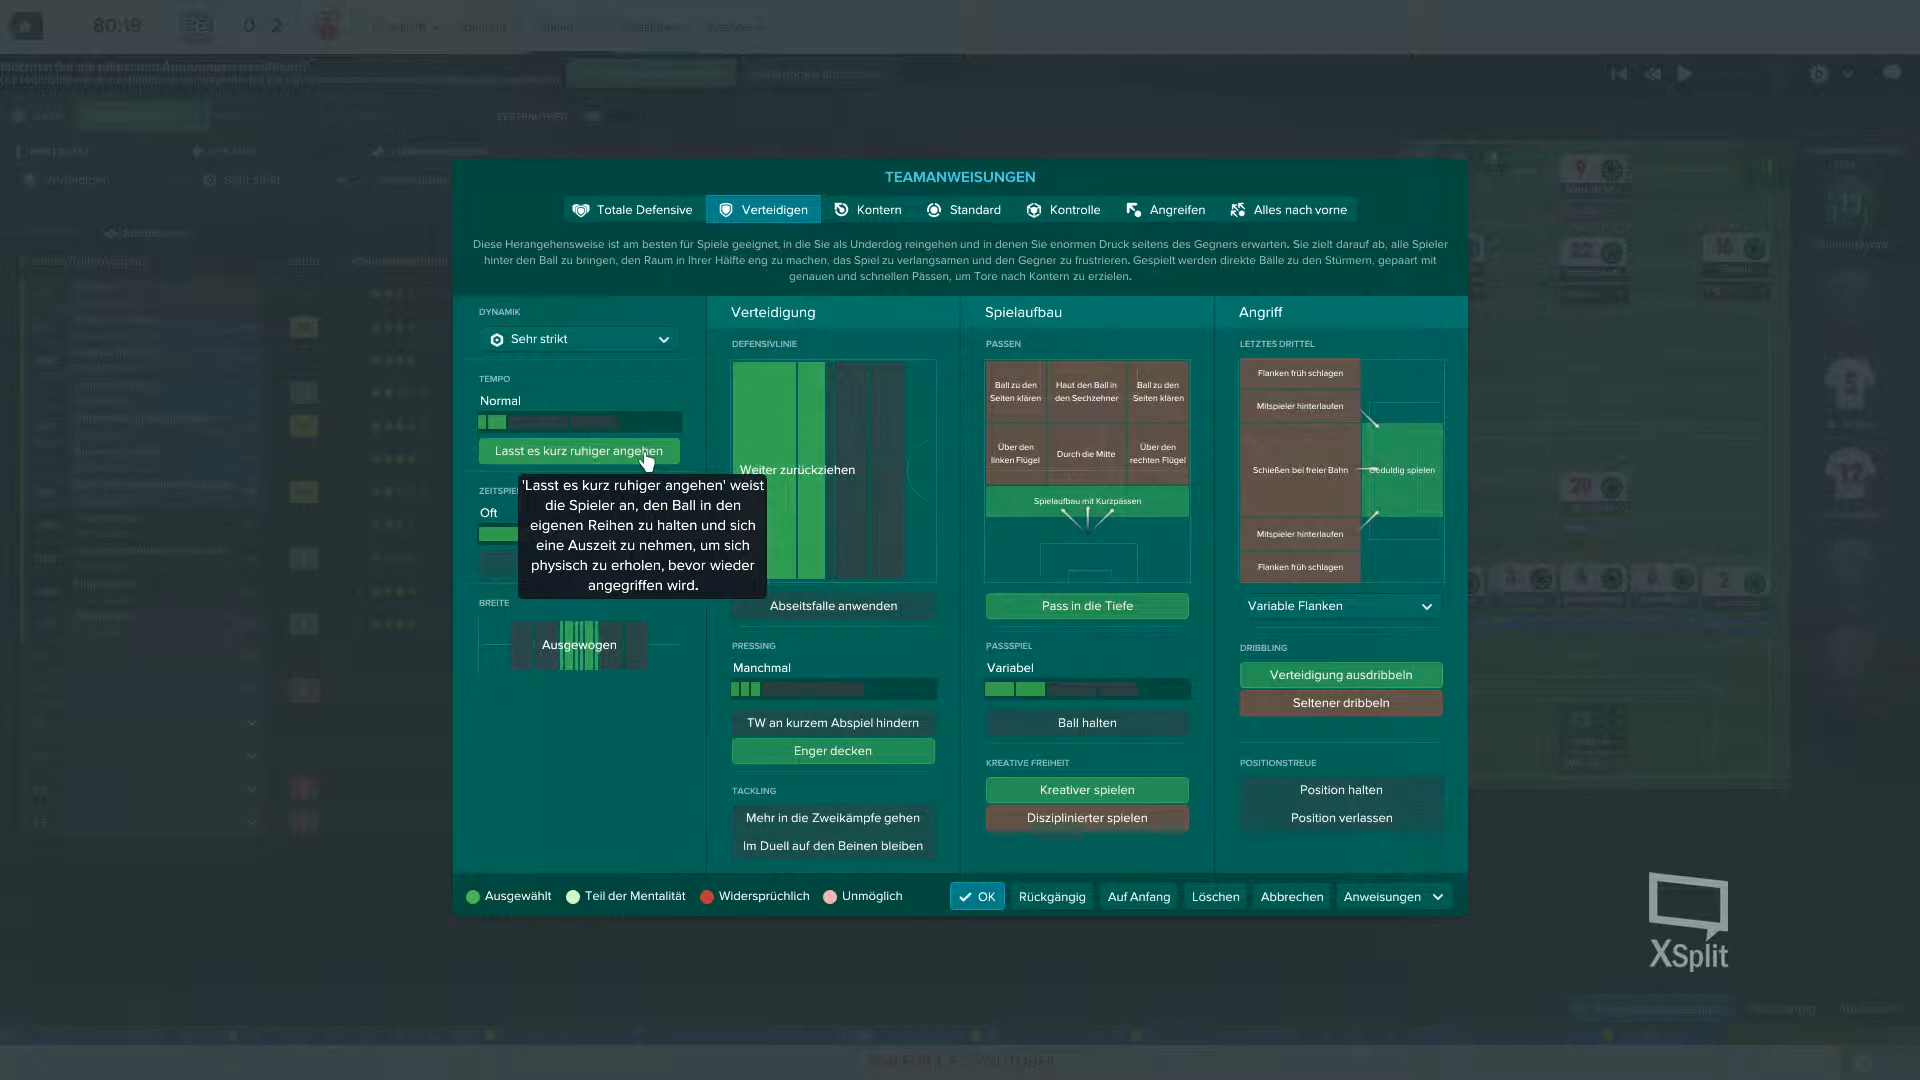 80:19
0 2
TEAMANWEISUNGEN
Totale Defensive
Verteidigen
Kontern
Standard
Kontrolle
Angreifen
Alles nach vorne
Diese Herangehensweise ist am besten für Spiele geeignet, in die Sie als Underdog reingehen und in denen Sie enormen Druck seitens des Gegners erwarten. Sie zielt darauf ab, alle Spieler
hinter den Ball zu bringen, den Raum in Ihrer Hälfte eng zu machen, das Spiel zu verlangsamen und den Gegner zu frustrieren. Gespielt werden direkte Bälle zu den Stürmern, gepaart mit
genauen und schnellen Pässen, um Tore nach Kontern zu erzielen.
DYNAMIK
Sehr strikt
TEMPO
Normal
Lasst es kurz ruhiger angehen
ZEITSPIE
Oft
'Lasst es kurz ruhiger angehen' weist
die Spieler an, den Ball in den
eigenen Reihen zu halten und sich
eine Auszeit zu nehmen, um sich
physisch zu erholen, bevor wieder
angegriffen wird.
BREITE
Ausgewogen
Verteidigung
DEFENSIVLINIE
Weiter zurückziehen
Abseitsfalle anwenden
PRESSING
Manchmal
TW an kurzem Abspiel hindern
Enger decken
TACKLING
Mehr in die Zweikämpfe gehen
Im Duell auf den Beinen bleiben
Spielaufbau
PASSEN
Ball zu den
Seiten klären
Haut den Ball in
den Sechzehner
Ball zu den
Seiten klären
Über den
linken Flügel
Durch die Mitte
Über den
rechten Flügel
Spielaufbau mit Kurzpässen
Pass in die Tiefe
PASSSPIEL
Variabel
Ball halten
KREATIVE FREIHEIT
Kreativer spielen
Disziplinierter spielen
Angriff
LETZTES DRITTEL
Flanken früh schlagen
Mitspieler hinterlaufen
Schießen bei freier Bahn
Geduldig spielen
Mitspieler hinterlaufen
Flanken früh schlagen
Variable Flanken
DRIBBLING
Verteidigung ausdribbeln
Seltener dribbeln
POSITIONSTREUE
Position halten
Position verlassen
Ausgewählt
Teil der Mentalität
Widersprüchlich
Unmöglich
OK
Rückgängig
Auf Anfang
Löschen
Abbrechen
Anweisungen
XSplit